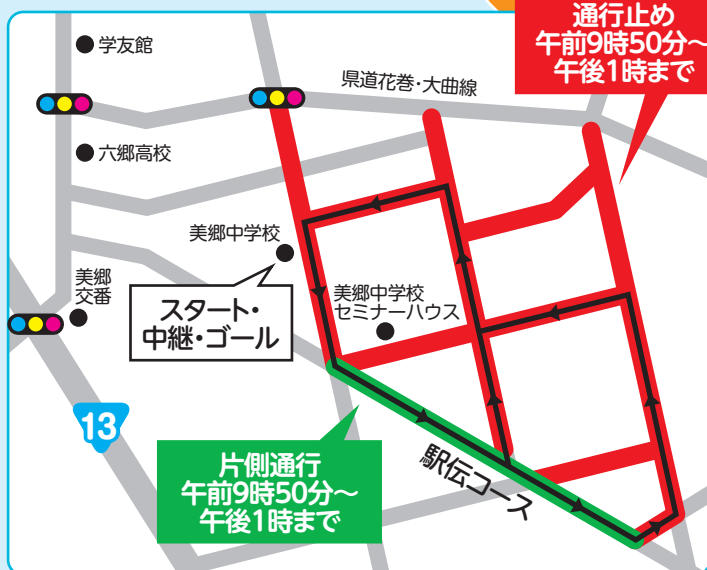 通行止め
午前9時50分～
午後1時まで
学友館
県道花巻・大曲線
六郷高校
美郷中学校
美郷
交番
スタート・
中継・ゴール
美郷中学校
セミナーハウス
13
片側通行
午前9時50分～
午後1時まで
駅伝コース